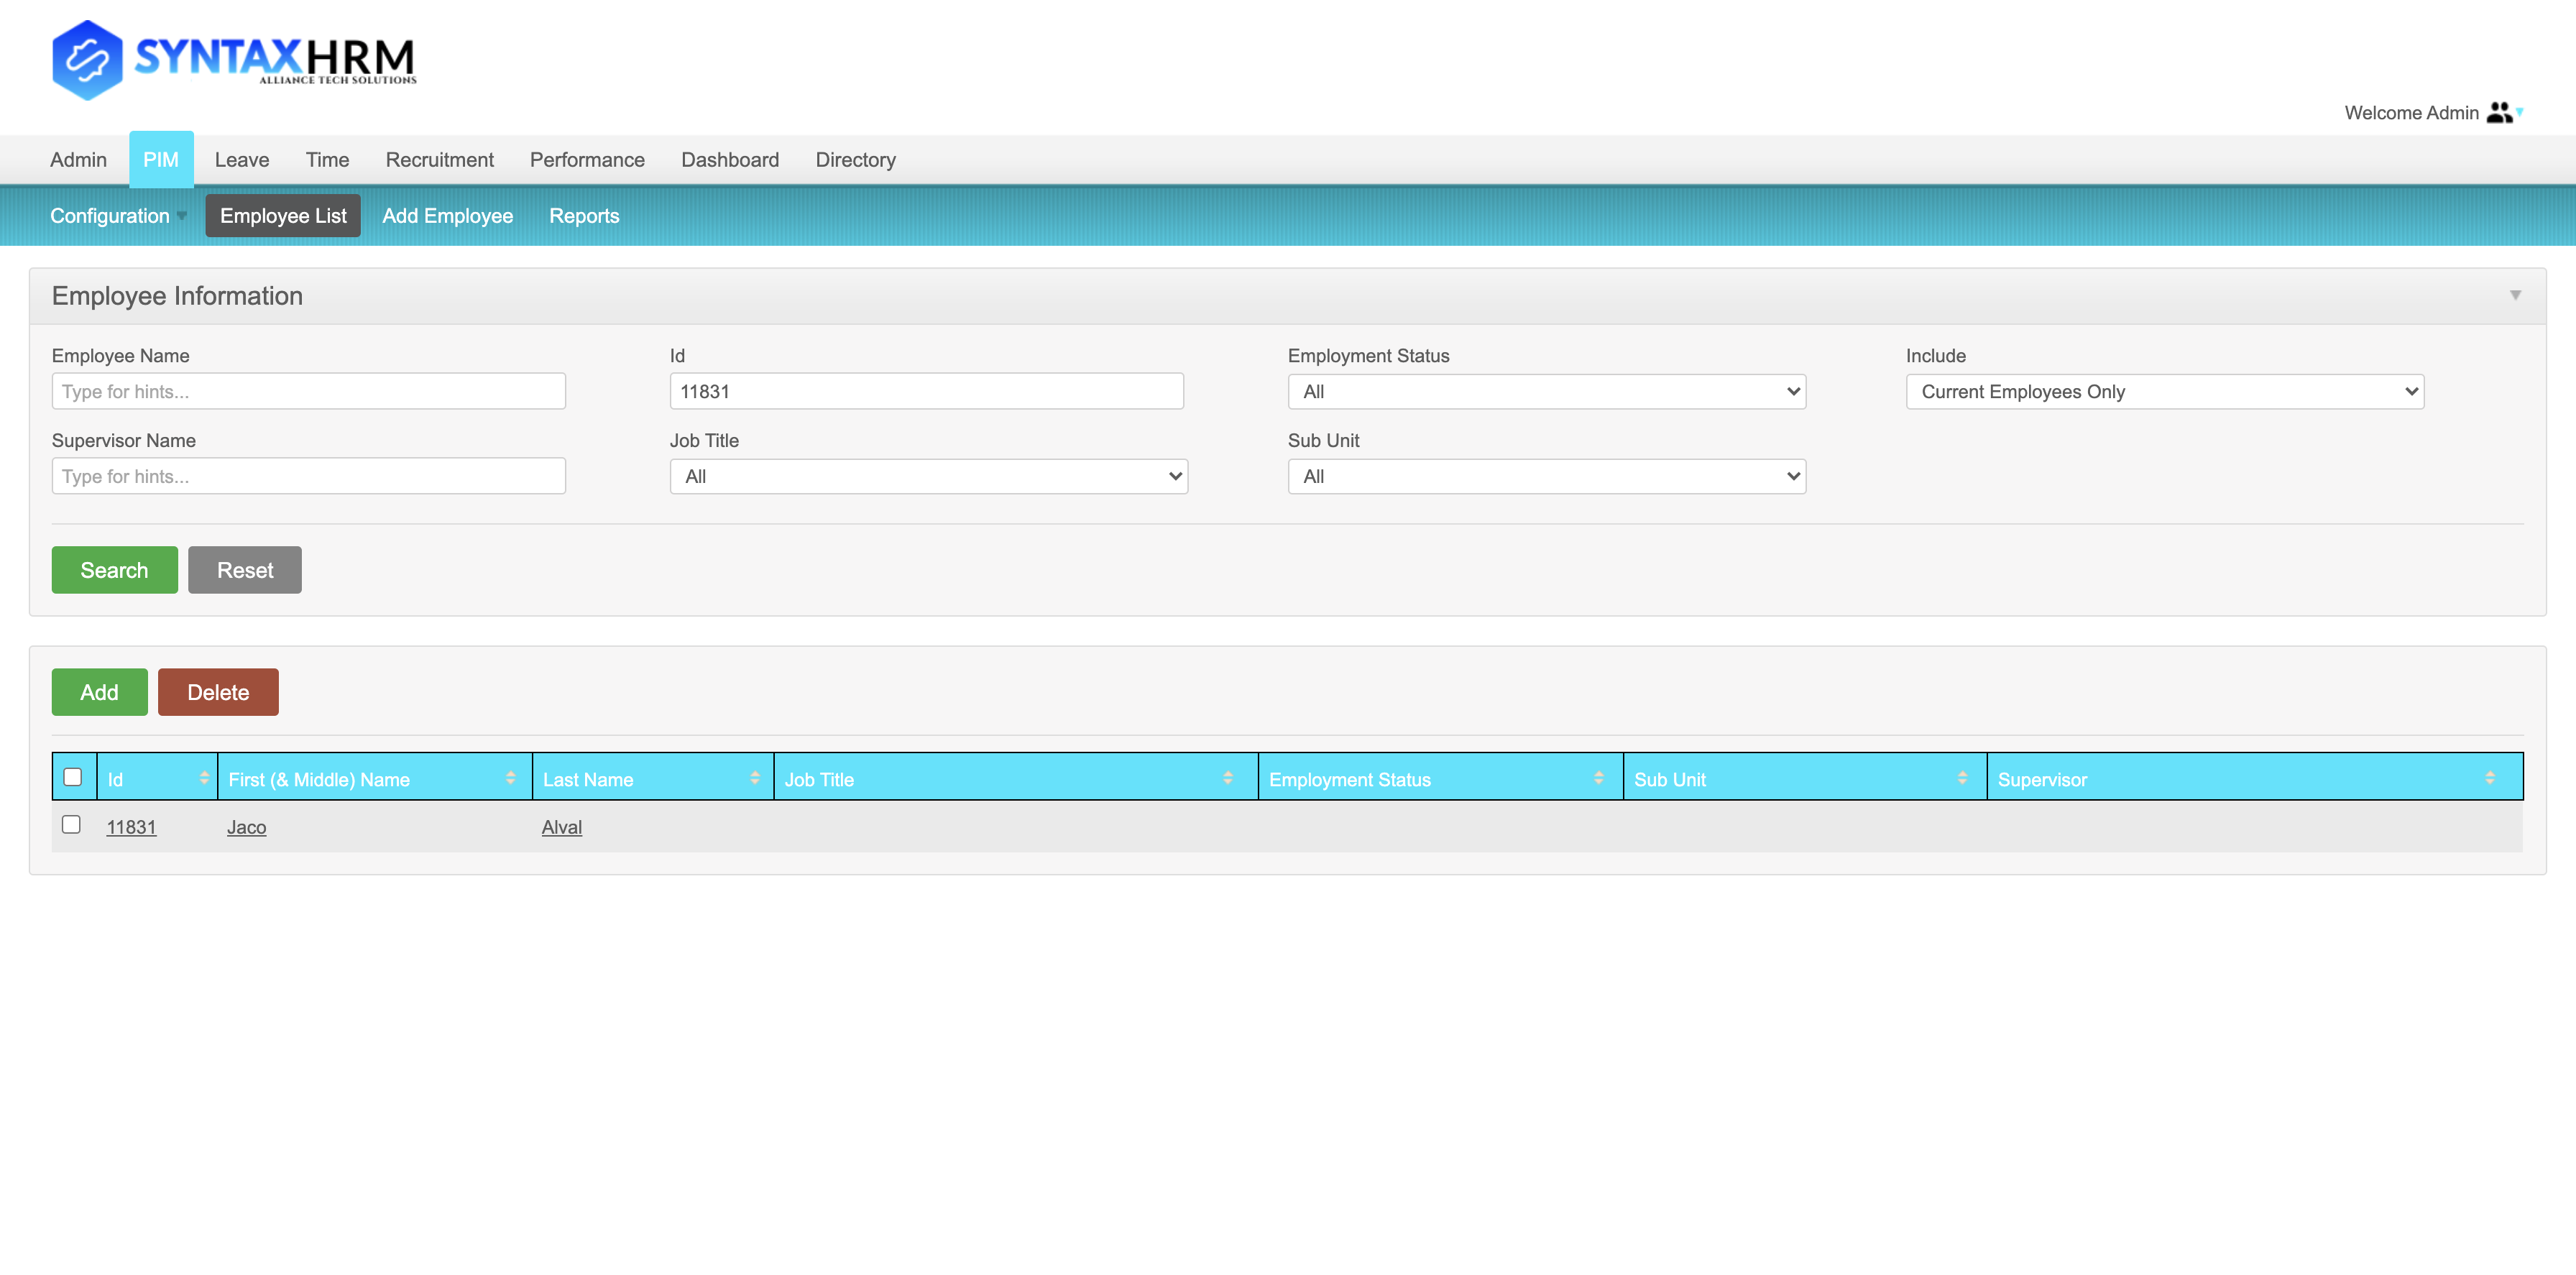 SYNTAXHRM
ALLIANCE TECH SOLUTIONS
Welcome Admin
Admin PIM Leave Time Recruitment Performance Dashboard Directory
Configuration Employee List Add Employee Reports
Employee Information
Employee Name Id Employment Status Include
Type for hints... 11831 All Current Employees Only
Supervisor Name Job Title Sub Unit
Type for hints... All All
Search Reset
Add Delete
Id First (& Middle) Name Last Name Job Title Employment Status Sub Unit Supervisor
11831 Jaco Alval